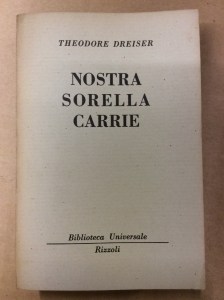 THEODORE DREISER
NOSTRA
SORELLA
CARRIE
Biblioteca Universale
Rizzoli